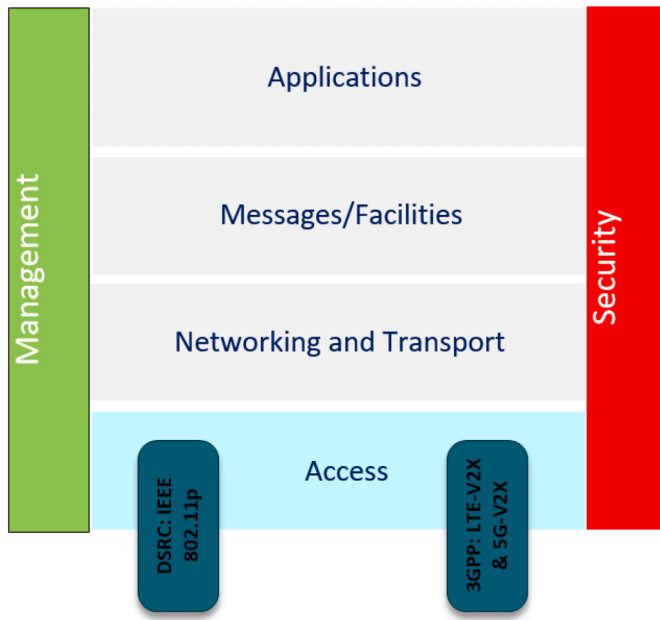 Management
Applications
Messages/Facilities
Networking and Transport
Access
Security
DSRC: IEEE
802.11p
3GPP: LTE-V2X
& 5G-V2X